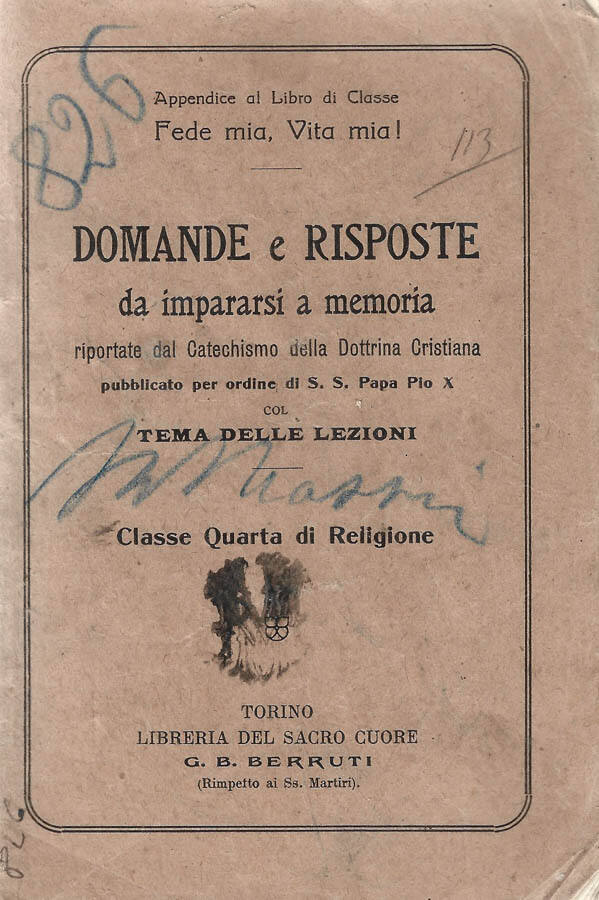 826
Appendice al Libro di Classe
Fede mia, Vita mia!
113
DOMANDE e RISPOSTE
da impararsi a memoria
riportate dal Catechismo della Dottrina Cristiana
pubblicato per ordine di S. S. Papa Pio X
COL
TEMA DELLE LEZIONI
Classe Quarta di Religione
TORINO
LIBRERIA DEL SACRO CUORE
G. B. BERRUTI
(Rimpetto ai Ss. Martiri).
826